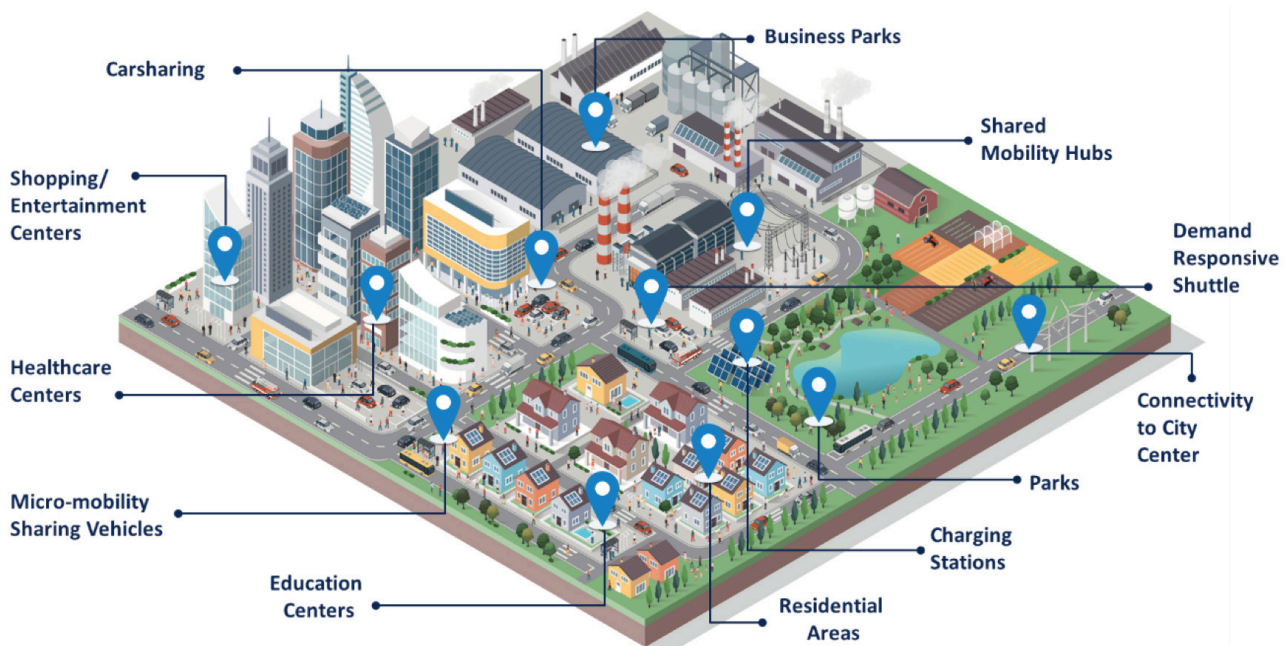 Business Parks
Carsharing
Shared
Mobility Hubs
Shopping/
Entertainment
Centers
Demand
Responsive
Shuttle
Healthcare
Centers
Connectivity
to City
Center
Parks
Micro-mobility
Sharing Vehicles
Charging
Stations
Education
Centers
Residential
Areas